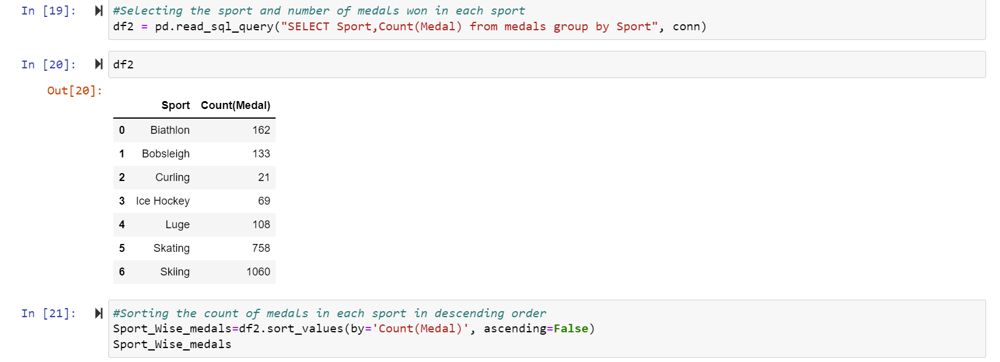 In [19]: #Selecting the sport and number of medals won in each sport
df2 = pd.read_sql_query("SELECT Sport,Count(Medal) from medals group by Sport", conn)
In [20]: df2
Out[20]:
Sport Count(Medal)
0 Biathlon 162
1 Bobsleigh 133
2 Curling 21
3 Ice Hockey 69
4 Luge 108
5 Skating 758
6 Skiing 1060
In [21]: #Sorting the count of medals in each sport in descending order
Sport_Wise_medals=df2.sort_values(by='Count(Medal)', ascending=False)
Sport_Wise_medals